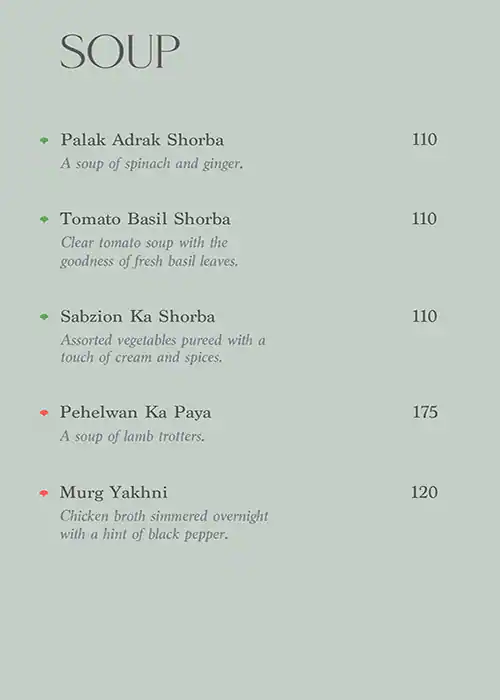 SOUP
Palak Adrak Shorba 110
A soup of spinach and ginger.
Tomato Basil Shorba 110
Clear tomato soup with the
goodness of fresh basil leaves.
Sabzion Ka Shorba 110
Assorted vegetables pureed with a
touch of cream and spices.
Pehelwan Ka Paya 175
A soup of lamb trotters.
Murg Yakhni 120
Chicken broth simmered overnight
with a hint of black pepper.